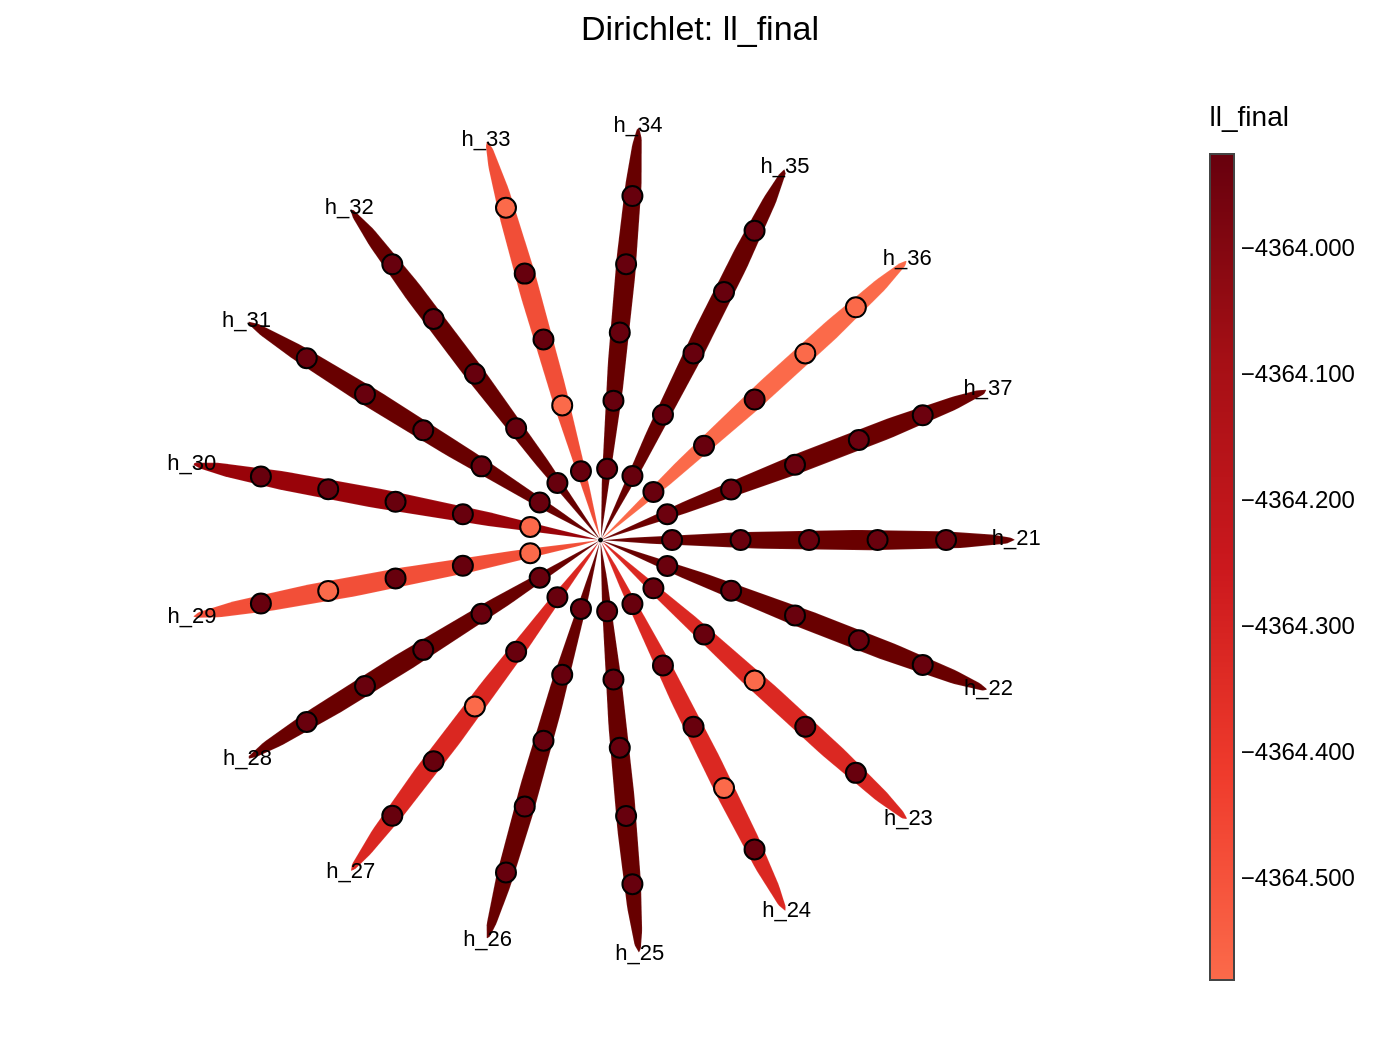 Dirichlet: ll_final
ll_final
h_34
h_33
h_35
h_32
h_36
h_31
h_37
h_30
h_21
h_29
h_22
h_28
h_23
h_27
h_24
h_26
h_25
−4364.000
−4364.100
−4364.200
−4364.300
−4364.400
−4364.500